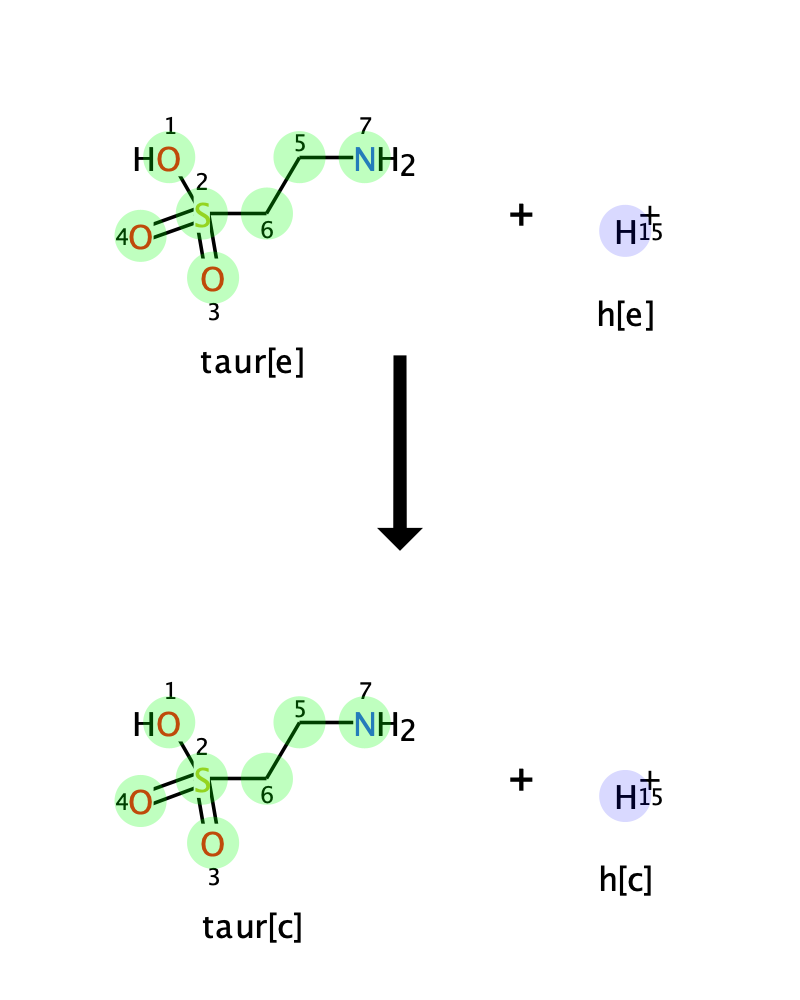 1 7
5
HO NH2
2
S + H+
4O 6 15
O
3 h[e]
taur[e]
1 7
5
HO NH2
2
S + H+
4O 6 15
O
3 h[c]
taur[c]